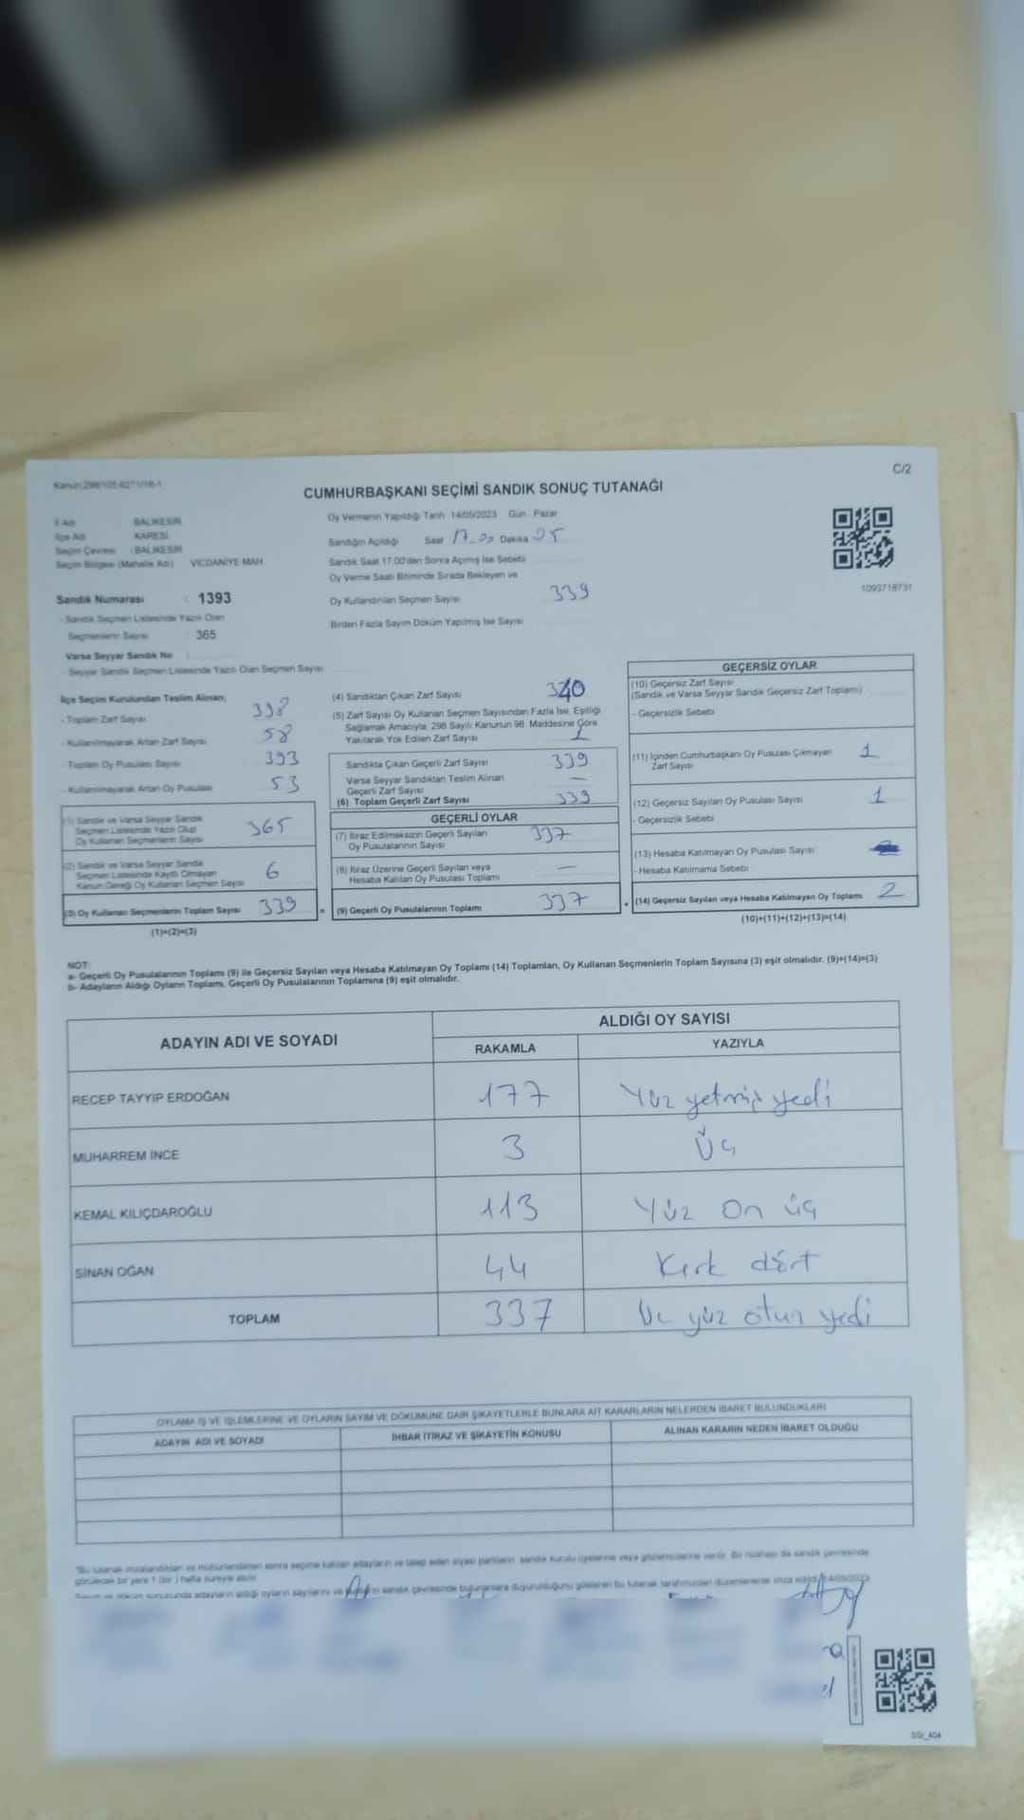 C/2
CUMHURBAŞKANI SEÇİMİ SANDIK SONUÇ TUTANAĞI
İl Adı BALIKESİR
İlçe Adı KARESİ
Seçim Çevresi : BALIKESİR
Seçim Bölgesi (Mahalle Adı) VİCDANİYE MAH.
Sandık Numarası : 1393
- Sandık Seçmen Listesinde Yazılı Olan
Seçmenlerin Sayısı : 365
Varsa Seyyar Sandık No
- Seyyar Sandık Seçmen Listesinde Yazılı Olan Seçmen Sayısı
Oy Vermenin Yapıldığı Tarih 14/05/2023 Gün Pazar
Sandığın Açıldığı Saat 17.00 Dakika 05
Sandık Saat 17.00'den Sonra Açılmış İse Sebebi
Oy Verme Saati Bitiminde Sırada Bekleyen ve
Oy Kullandırılan Seçmen Sayısı 339
Birden Fazla Sayım Döküm Yapılmış İse Sayısı
1093718731
İlçe Seçim Kurulundan Teslim Alınan;
- Toplam Zarf Sayısı 398
- Kullanılmayarak Artan Zarf Sayısı 58
- Toplam Oy Pusulası Sayısı 393
- Kullanılmayarak Artan Oy Pusulası 53
(1) Sandık ve Varsa Seyyar Sandık
Seçmen Listesinde Yazılı Olup
Oy Kullanan Seçmenlerin Sayısı 365
(2) Sandık ve Varsa Seyyar Sandık
Seçmen Listesinde Kayıtlı Olmayan
Kanun Gereği Oy Kullanan Seçmen Sayısı 6
(3) Oy Kullanan Seçmenlerin Toplam Sayısı 339
(1)+(2)=(3)
(4) Sandıktan Çıkan Zarf Sayısı 340
(5) Zarf Sayısı Oy Kullanan Seçmen Sayısından Fazla İse, Eşitliği
Sağlamak Amacıyla, 298 Sayılı Kanunun 98. Maddesine Göre
Yakılarak Yok Edilen Zarf Sayısı 1
Sandıkta Çıkan Geçerli Zarf Sayısı 339
Varsa Seyyar Sandıktan Teslim Alınan
Geçerli Zarf Sayısı —
(6) Toplam Geçerli Zarf Sayısı 339
GEÇERLİ OYLAR
(7) İtiraz Edilmeksizin Geçerli Sayılan
Oy Pusulalarının Sayısı 337
(8) İtiraz Üzerine Geçerli Sayılan veya
Hesaba Katılan Oy Pusulası Toplamı —
= (9) Geçerli Oy Pusulalarının Toplamı 337
GEÇERSİZ OYLAR
(10) Geçersiz Zarf Sayısı
(Sandık ve Varsa Seyyar Sandık Geçersiz Zarf Toplamı)
- Geçersizlik Sebebi
(11) İçinden Cumhurbaşkanı Oy Pusulası Çıkmayan
Zarf Sayısı 1
(12) Geçersiz Sayılan Oy Pusulası Sayısı 1
- Geçersizlik Sebebi
(13) Hesaba Katılmayan Oy Pusulası Sayısı
- Hesaba Katılmama Sebebi
+ (14) Geçersiz Sayılan veya Hesaba Katılmayan Oy Toplamı 2
(10)+(11)+(12)+(13)=(14)
NOT:
a- Geçerli Oy Pusulalarının Toplamı (9) ile Geçersiz Sayılan veya Hesaba Katılmayan Oy Toplamı (14) Toplamları, Oy Kullanan Seçmenlerin Toplam Sayısına (3) eşit olmalıdır. (9)+(14)=(3)
b- Adayların Aldığı Oyların Toplamı, Geçerli Oy Pusulalarının Toplamına (9) eşit olmalıdır.
ADAYIN ADI VE SOYADI
ALDIĞI OY SAYISI
RAKAMLA YAZIYLA
RECEP TAYYİP ERDOĞAN 177 Yüz yetmiş yedi
MUHARREM İNCE 3 Üç
KEMAL KILIÇDAROĞLU 113 Yüz On üç
SİNAN OĞAN 44 Kırk dört
TOPLAM 337 Üç yüz otuz yedi
OYLAMA İŞ VE İŞLEMLERİNE VE OYLARIN SAYIM VE DÖKÜMÜNE DAİR ŞİKAYETLERLE BUNLARA AİT KARARLARIN NELERDEN İBARET BULUNDUKLARI
ADAYIN ADI VE SOYADI İHBAR İTİRAZ VE ŞİKAYETİN KONUSU ALINAN KARARIN NEDEN İBARET OLDUĞU